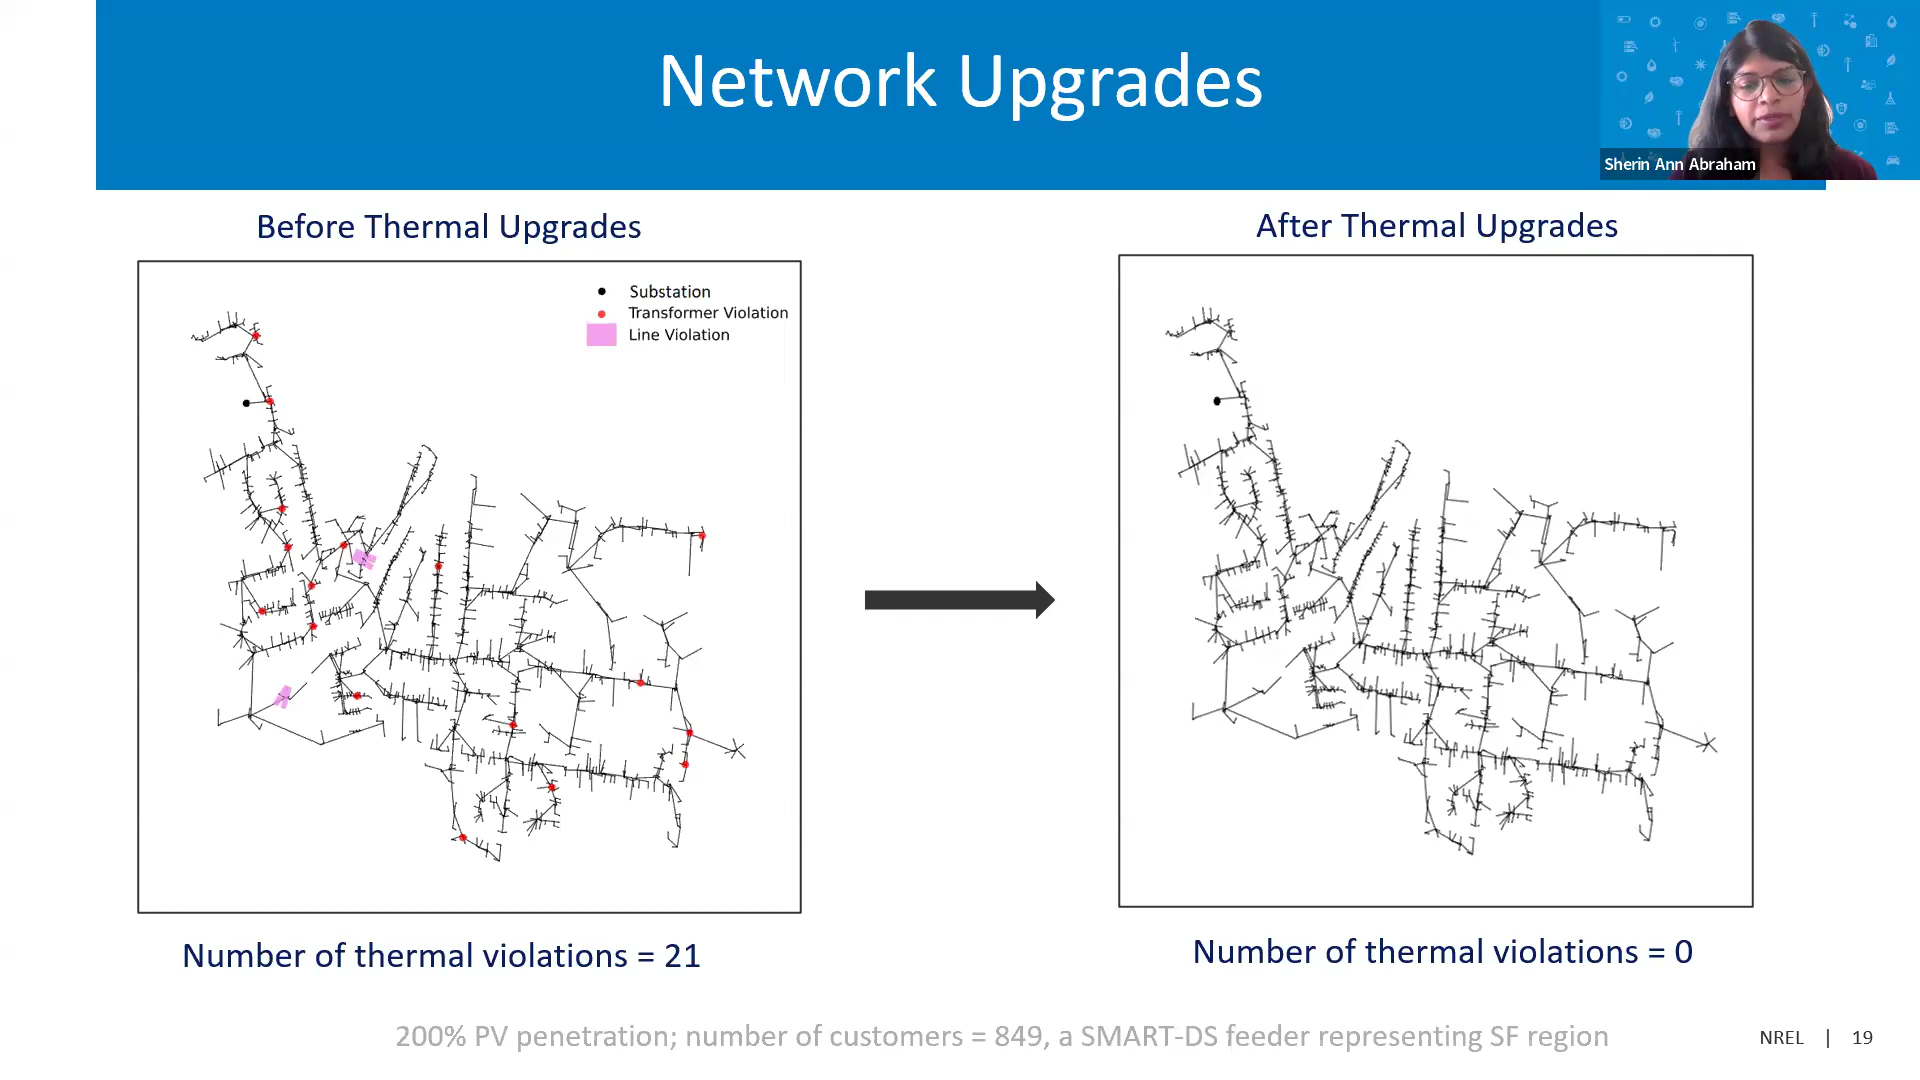 Network Upgrades
Sherin Ann Abraham
Before Thermal Upgrades
After Thermal Upgrades
Substation
Transformer Violation
Line Violation
Number of thermal violations = 21
Number of thermal violations = 0
200% PV penetration; number of customers = 849, a SMART-DS feeder representing SF region
NREL | 19